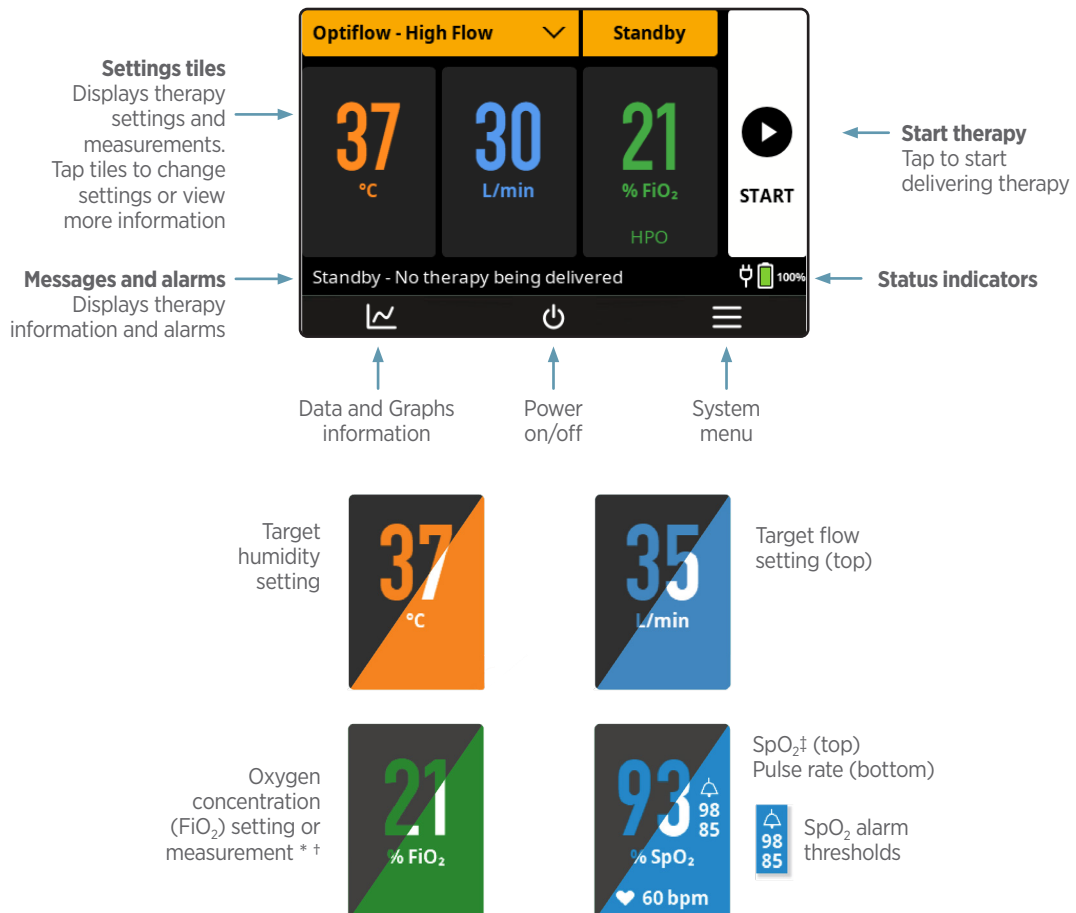 Optiflow - High Flow
Standby
Settings tiles
Displays therapy
settings and
measurements.
Tap tiles to change
settings or view
more information
37
°C
30
L/min
21
% FiO₂
HPO
START
Start therapy
Tap to start
delivering therapy
Messages and alarms
Displays therapy
information and alarms
Standby - No therapy being delivered
100%
Status indicators
Data and Graphs
information
Power
on/off
System
menu
Target
humidity
setting
37
°C
35
L/min
Target flow
setting (top)
Oxygen
concentration
(FiO₂) setting or
measurement * †
21
% FiO₂
93
98
85
% SpO₂
60 bpm
SpO₂‡ (top)
Pulse rate (bottom)
98
85
SpO₂ alarm
thresholds